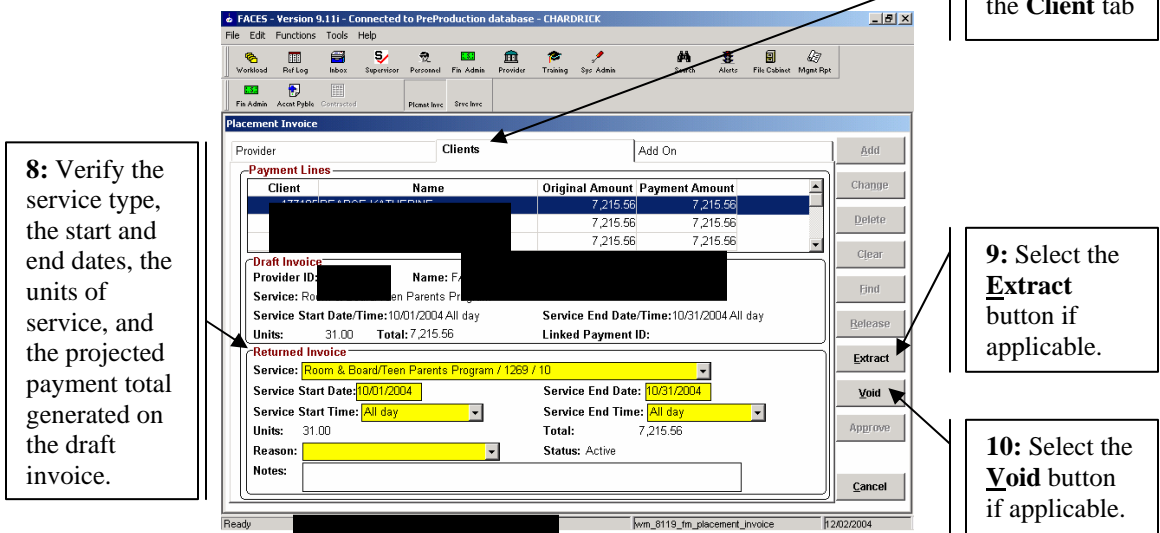 the Client tab
FACES - Version 9.11i - Connected to PreProduction database - CHARDRICK
File Edit Functions Tools Help
Workload Ref Log Inbox Supervisor Personnel Fin Admin Provider Training Sys Admin Search Alerts File Cabinet Mgmt Rpt
Fin Admin Accnt Pyble Contracted Plcmnt Invc Srvc Invc
Placement Invoice
Provider Clients Add On
Payment Lines
Client Name Original Amount Payment Amount
7,215.56 7,215.56
7,215.56 7,215.56
7,215.56 7,215.56
Draft Invoice
Provider ID: Name:
Service: en Parents
Service Start Date/Time: 10/01/2004 All day Service End Date/Time: 10/31/2004 All day
Units: 31.00 Total: 7,215.56 Linked Payment ID:
Returned Invoice
Service: Room & Board/Teen Parents Program / 1269 / 10
Service Start Date: 10/01/2004 Service End Date: 10/31/2004
Service Start Time: All day Service End Time: All day
Units: 31.00 Total: 7,215.56
Reason: Status: Active
Notes:
Add
Change
Delete
Clear
Find
Release
Extract
Void
Approve
Cancel
Ready wm_8119_fm_placement_invoice 12/02/2004
8: Verify the
service type,
the start and
end dates, the
units of
service, and
the projected
payment total
generated on
the draft
invoice.
9: Select the
Extract
button if
applicable.
10: Select the
Void button
if applicable.